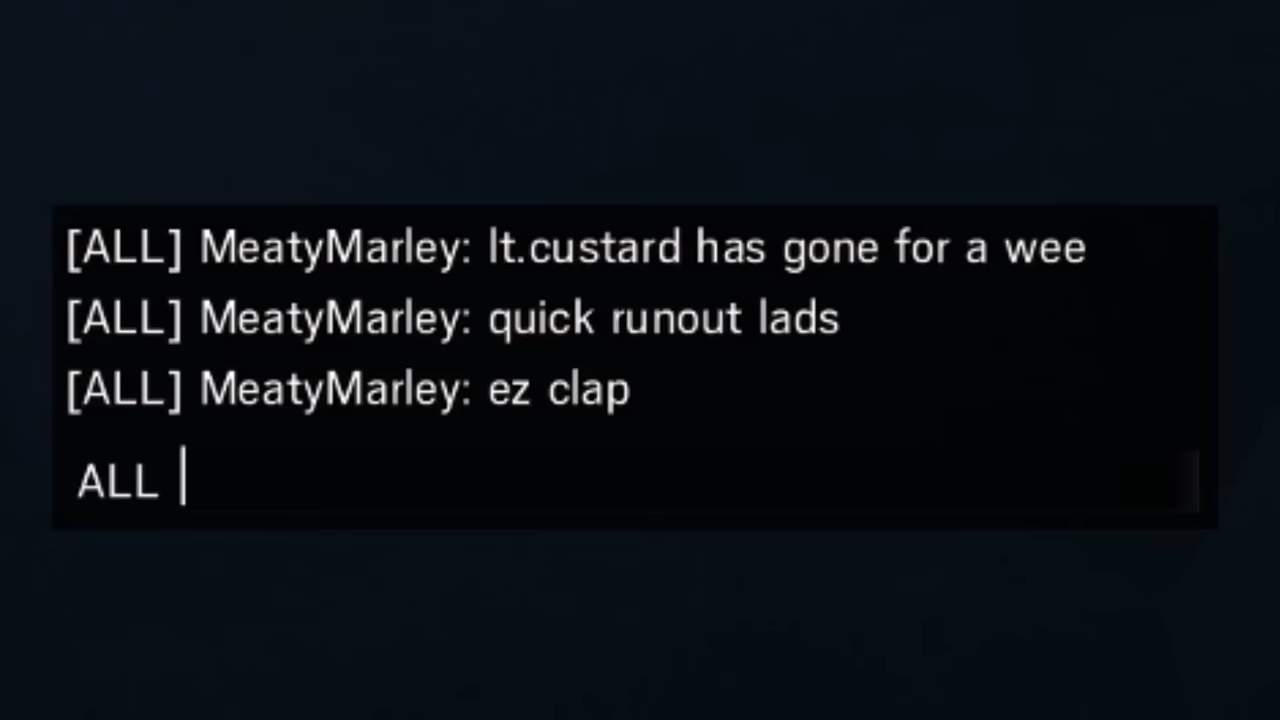 [ALL] MeatyMarley: lt.custard has gone for a wee
[ALL] MeatyMarley: quick runout lads
[ALL] MeatyMarley: ez clap
ALL